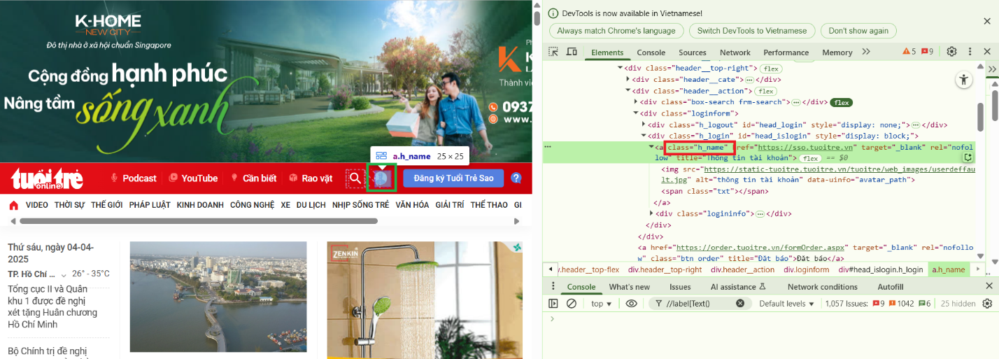 K-HOME
NEW CITY
Đô thị nhà ở xã hội chuẩn Singapore
Cộng đồng hạnh phúc
Nâng tầm sống xanh
Thành viê
0937
www.
a.h_name 25 × 25
tuổi trẻ
online
Podcast
YouTube
Cần biết
Rao vặt
Đăng ký Tuổi Trẻ Sao
VIDEO THỜI SỰ THẾ GIỚI PHÁP LUẬT KINH DOANH CÔNG NGHỆ XE DU LỊCH NHỊP SỐNG TRẺ VĂN HÓA GIẢI TRÍ THỂ THAO GI
Thứ sáu, ngày 04-04-
2025
TP. Hồ Chí ... 26° - 35°C
Tổng cục II và Quân
khu 1 được đề nghị
xét tặng Huân chương
Hồ Chí Minh
Bộ Chính trị đề nghị
ZENKIN
DevTools is now available in Vietnamese!
Always match Chrome's language
Switch DevTools to Vietnamese
Don't show again
Elements Console Sources Network Performance Memory 5 9
<div class="header__top-right"> flex
<div class="header__cate"> … </div>
<div class="header__action"> flex
<div class="box-search frm-search"> … </div> flex
<div class="loginform">
<div class="h_logout" id="head_login" style="display: none;"> … </div>
<div class="h_login" id="head_islogin" style="display: block;">
<a class="h_name" href="https://sso.tuoitre.vn" target="_blank" rel="nofol
low" title="Thông tin tài khoản"> flex == $0
<img src="https://static-tuoitre.tuoitre.vn/tuoitre/web_images/userdeffau
lt.jpg" alt="thông tin tài khoản" data-uinfo="avatar_path">
<span class="txt"></span>
</a>
<div class="logininfo"> … </div>
</div>
</div>
<a href="https://order.tuoitre.vn/formOrder.aspx" target="_blank" rel="nofollo
w" class="btn order" title="Đặt báo">Đặt báo</a>
v.header__top-flex div.header__top-right div.header__action div.loginform div#head_islogin.h_login a.h_name
Console What's new Issues AI assistance Network conditions Autofill
top //label[Text() Default levels 1,057 Issues: 9 1042 6 25 hidden